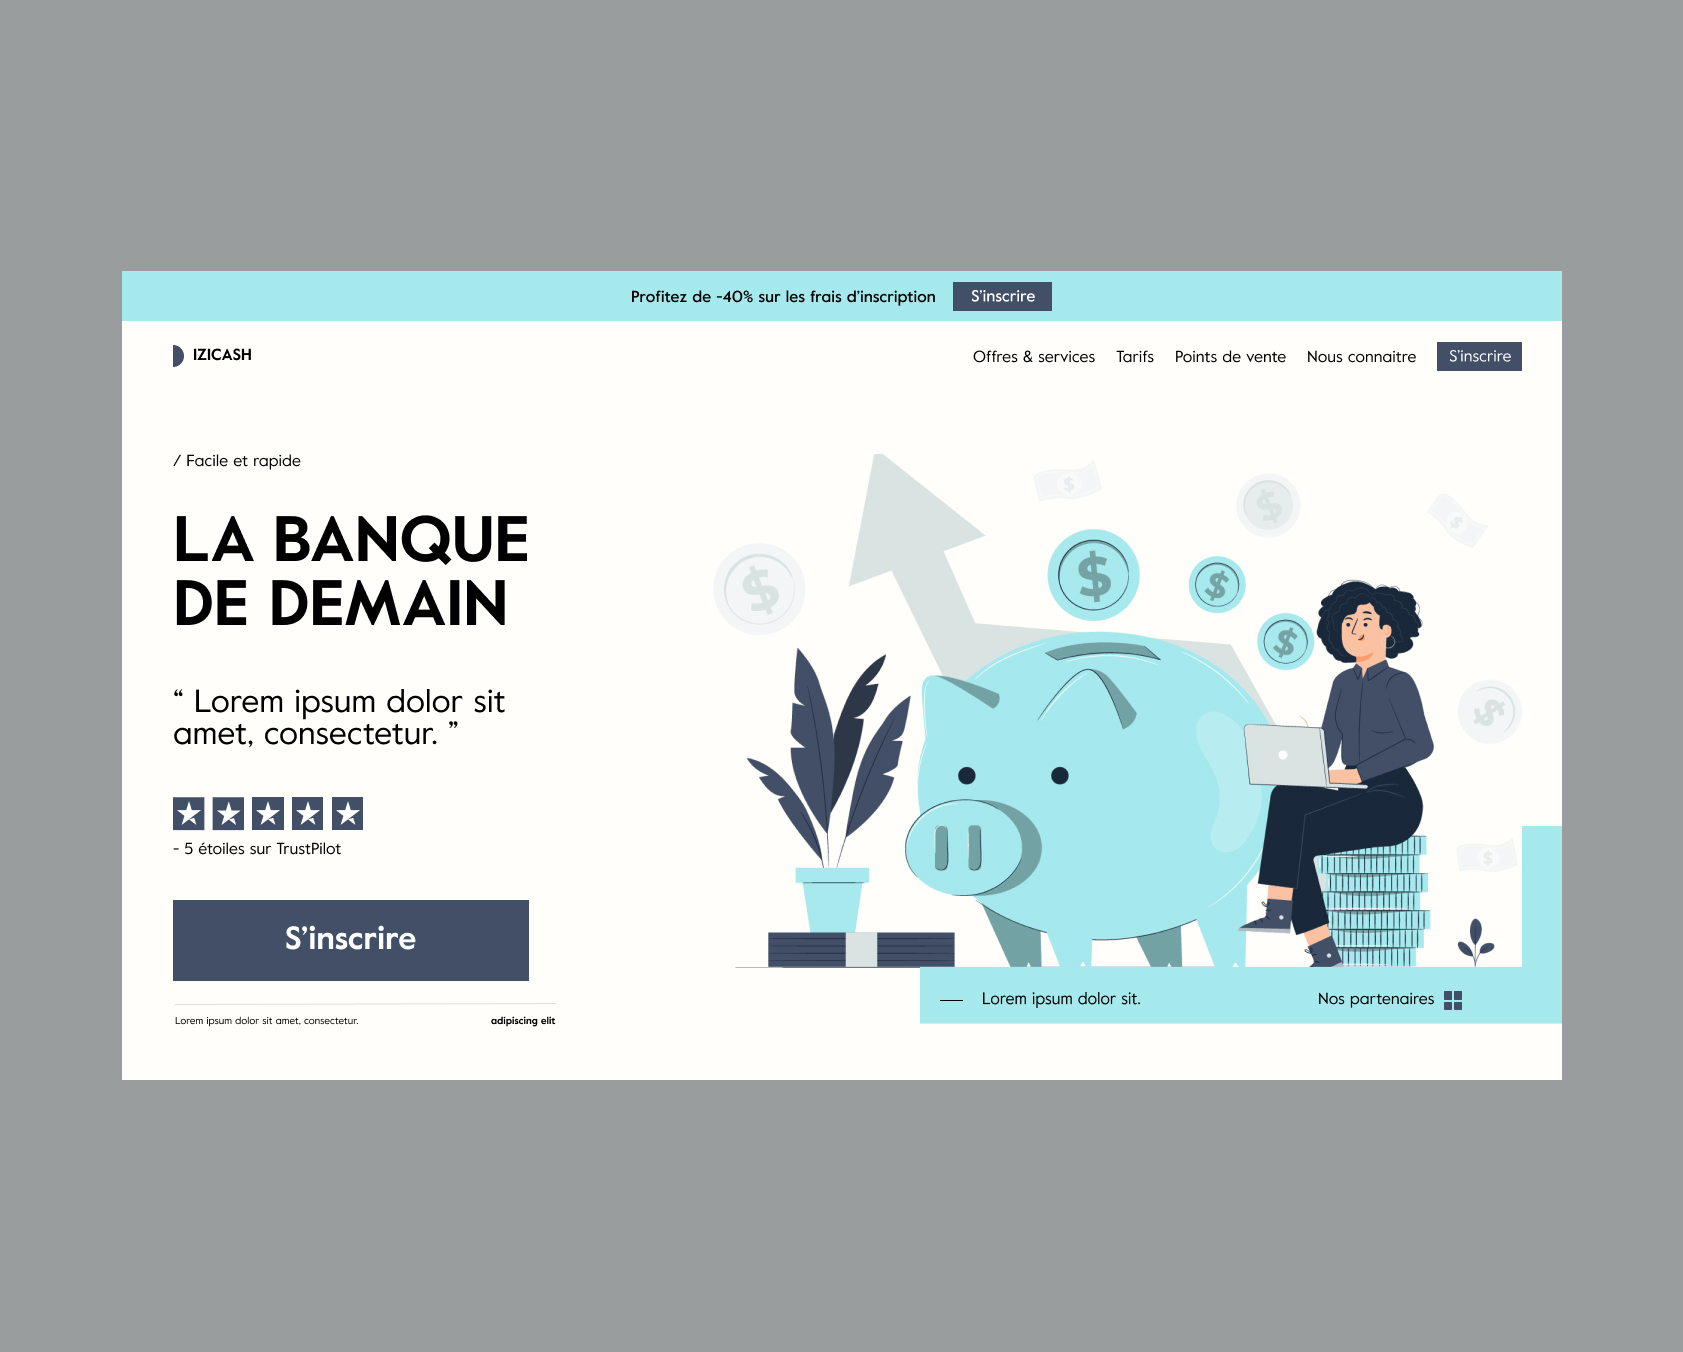 Profitez de -40% sur les frais d’inscription
S’inscrire
IZICASH
Offres & services
Tarifs
Points de vente
Nous connaitre
S’inscrire
/ Facile et rapide
LA BANQUE
DE DEMAIN
“ Lorem ipsum dolor sit
amet, consectetur. ”
- 5 étoiles sur TrustPilot
S’inscrire
Lorem ipsum dolor sit amet, consectetur.
adipiscing elit
$
$
$
$
$
$
$
$
$
Lorem ipsum dolor sit.
Nos partenaires